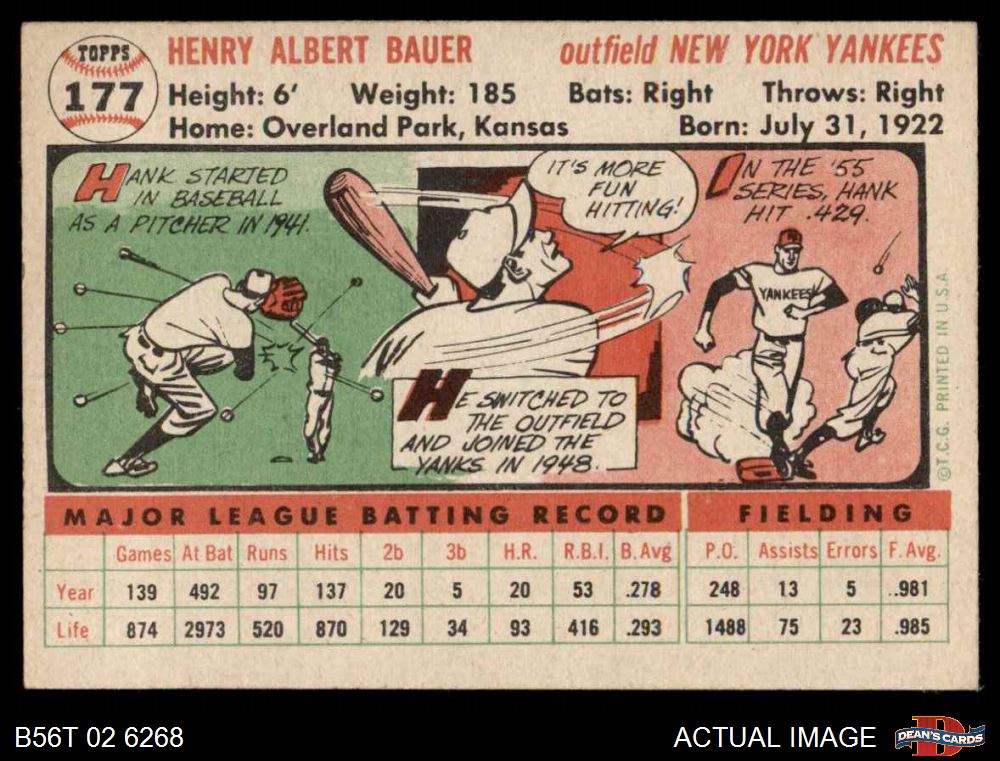 TOPPS
177
HENRY ALBERT BAUER
outfield NEW YORK YANKEES
Height: 6' Weight: 185 Bats: Right Throws: Right
Home: Overland Park, Kansas Born: July 31, 1922
HANK STARTED
IN BASEBALL
AS A PITCHER IN 1941.
IT'S MORE
FUN
HITTING!
IN THE '55
SERIES, HANK
HIT .429.
YANKEES
HE SWITCHED TO
THE OUTFIELD
AND JOINED THE
YANKS IN 1948.
©T.C.G. PRINTED IN U.S.A.
MAJOR LEAGUE BATTING RECORD FIELDING
Games At Bat Runs Hits 2b 3b H.R. R.B.I. B. Avg P.O. Assists Errors F. Avg.
Year 139 492 97 137 20 5 20 53 .278 248 13 5 .981
Life 874 2973 520 870 129 34 93 416 .293 1488 75 23 .985
B56T 02 6268
ACTUAL IMAGE
DEAN'S CARDS